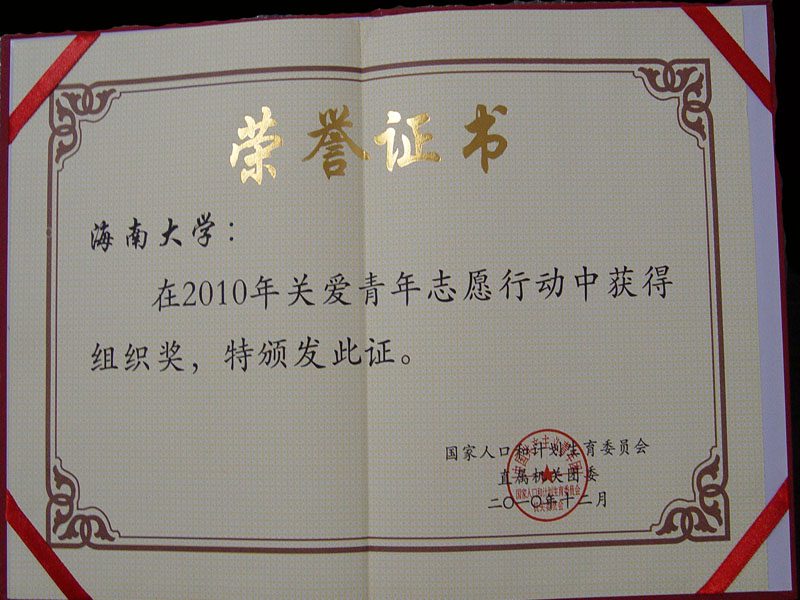 荣誉证书
海南大学：
在2010年关爱青年志愿行动中获得
组织奖，特颁发此证。
国家人口和计划生育委员会
直属机关团委
二〇一〇年十二月